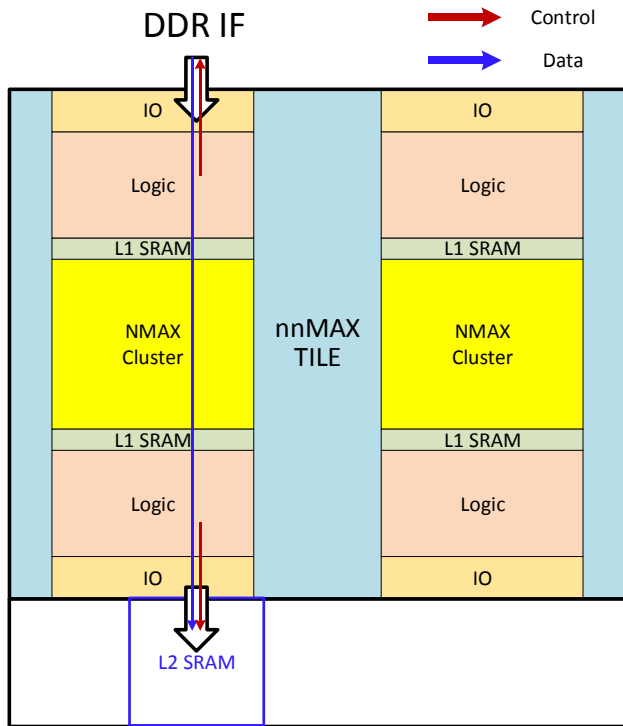 DDR IF
Control
Data
IO
IO
Logic
Logic
L1 SRAM
L1 SRAM
NMAX
Cluster
nnMAX
TILE
NMAX
Cluster
L1 SRAM
L1 SRAM
Logic
Logic
IO
IO
L2 SRAM